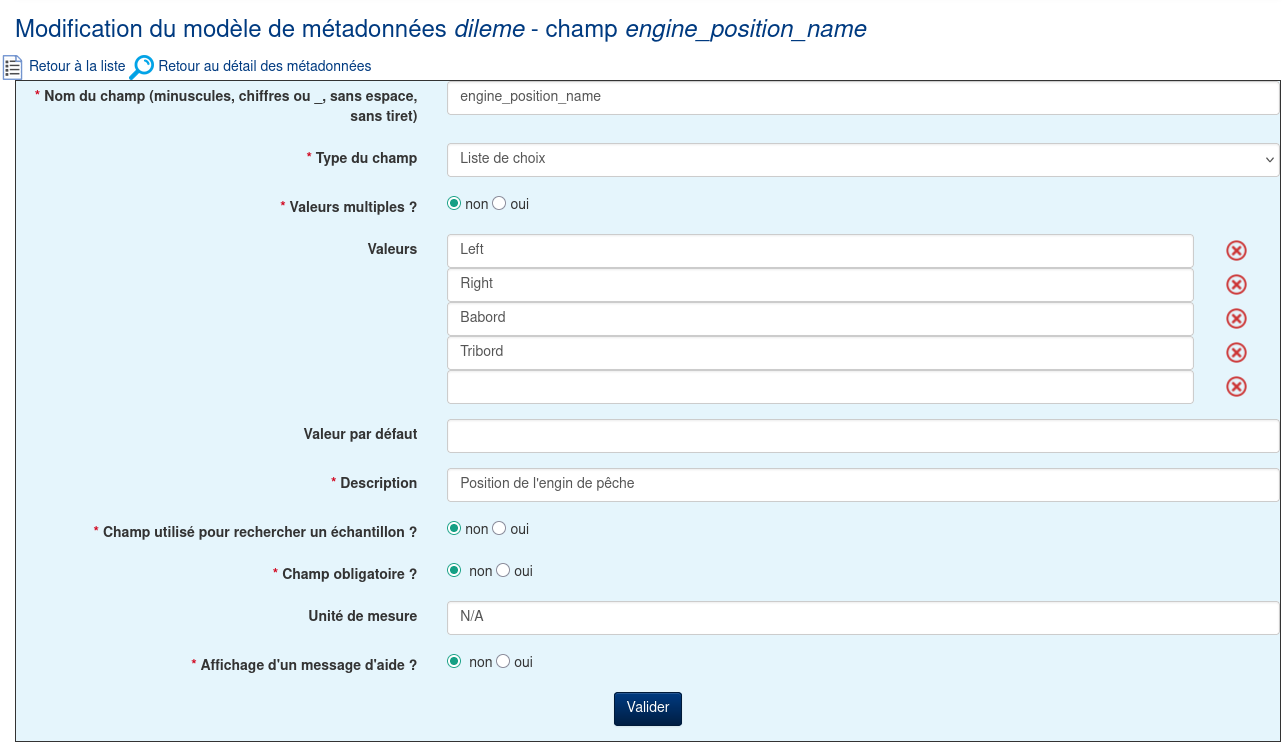 Modification du modèle de métadonnées dileme - champ engine_position_name
Retour à la liste Retour au détail des métadonnées
* Nom du champ (minuscules, chiffres ou _, sans espace, sans tiret) engine_position_name
* Type du champ Liste de choix
* Valeurs multiples ? non oui
Valeurs Left
Right
Babord
Tribord
Valeur par défaut
* Description Position de l'engin de pêche
* Champ utilisé pour rechercher un échantillon ? non oui
* Champ obligatoire ? non oui
Unité de mesure N/A
* Affichage d'un message d'aide ? non oui
Valider